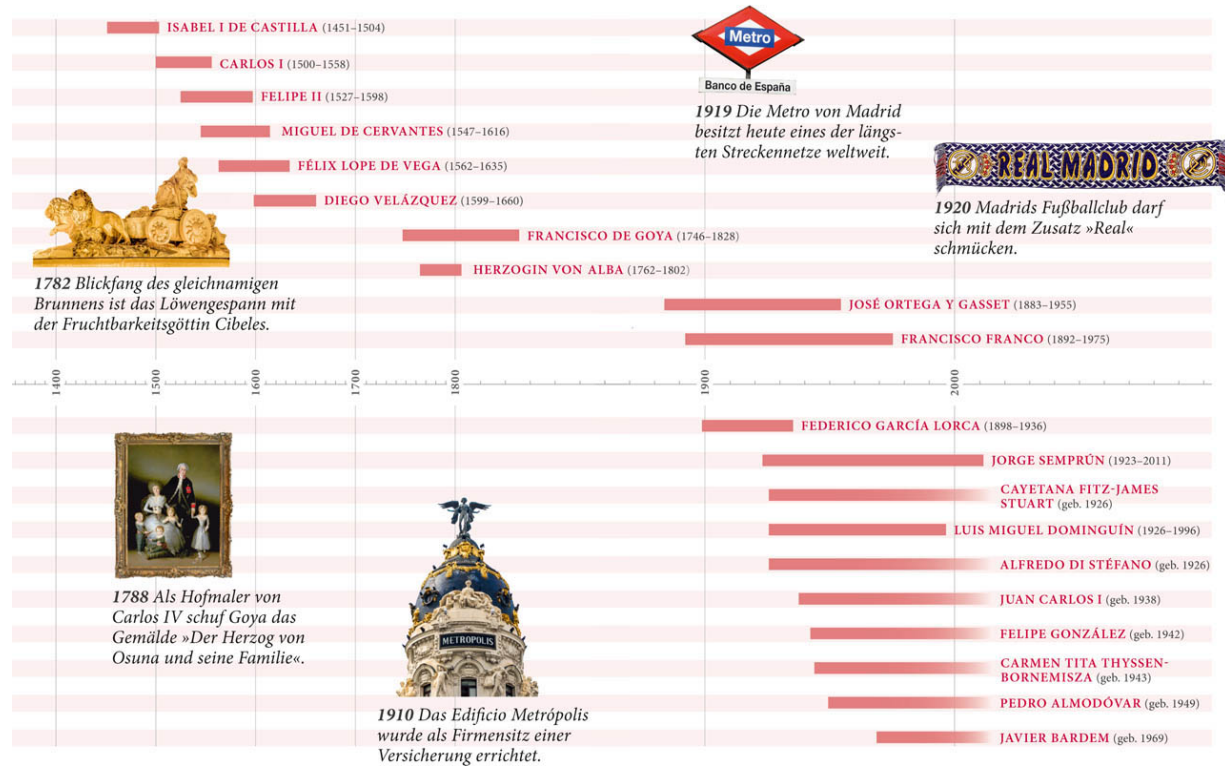 ISABEL I DE CASTILLA (1451–1504)
CARLOS I (1500–1558)
FELIPE II (1527–1598)
MIGUEL DE CERVANTES (1547–1616)
FÉLIX LOPE DE VEGA (1562–1635)
DIEGO VELÁZQUEZ (1599–1660)
FRANCISCO DE GOYA (1746–1828)
HERZOGIN VON ALBA (1762–1802)
JOSÉ ORTEGA Y GASSET (1883–1955)
FRANCISCO FRANCO (1892–1975)
Metro
Banco de España
1919 Die Metro von Madrid
besitzt heute eines der längs-
ten Streckennetze weltweit.
REAL MADRID
1920 Madrids Fußballclub darf
sich mit dem Zusatz »Real«
schmücken.
1782 Blickfang des gleichnamigen
Brunnens ist das Löwengespann mit
der Fruchtbarkeitsgöttin Cibeles.
1400 1500 1600 1700 1800 1900 2000
FEDERICO GARCÍA LORCA (1898–1936)
JORGE SEMPRÚN (1923–2011)
CAYETANA FITZ-JAMES
STUART (geb. 1926)
LUIS MIGUEL DOMINGUÍN (1926–1996)
ALFREDO DI STÉFANO (geb. 1926)
JUAN CARLOS I (geb. 1938)
FELIPE GONZÁLEZ (geb. 1942)
CARMEN TITA THYSSEN-
BORNEMISZA (geb. 1943)
PEDRO ALMODÓVAR (geb. 1949)
JAVIER BARDEM (geb. 1969)
1788 Als Hofmaler von
Carlos IV schuf Goya das
Gemälde »Der Herzog von
Osuna und seine Familie«.
METROPOLIS
1910 Das Edificio Metrópolis
wurde als Firmensitz einer
Versicherung errichtet.